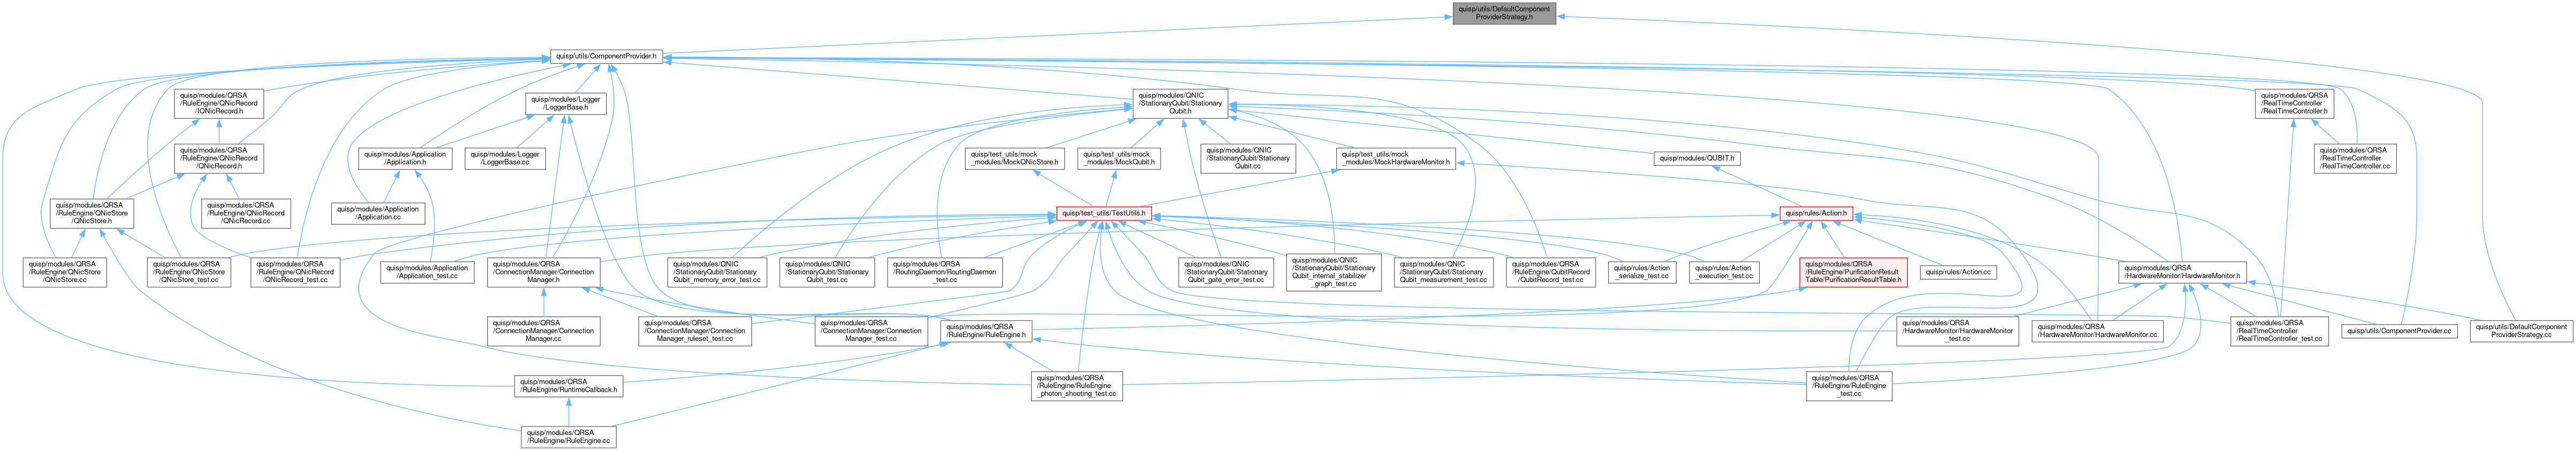 quisp/utils/DefaultComponent
ProviderStrategy.h
quisp/utils/ComponentProvider.h
quisp/modules/QRSA
/RuleEngine/QNicRecord
/IQNicRecord.h
quisp/modules/Logger
/LoggerBase.h
quisp/modules/QNIC
/StationaryQubit/Stationary
Qubit.h
quisp/modules/QRSA
/RealTimeController
/RealTimeController.h
quisp/modules/QRSA
/RuleEngine/QNicRecord
/QNicRecord.h
quisp/modules/Application
/Application.h
quisp/modules/Logger
/LoggerBase.cc
quisp/test_utils/mock
_modules/MockQNicStore.h
quisp/test_utils/mock
_modules/MockQubit.h
quisp/modules/QNIC
/StationaryQubit/Stationary
Qubit.cc
quisp/test_utils/mock
_modules/MockHardwareMonitor.h
quisp/modules/QUBIT.h
quisp/modules/QRSA
/RealTimeController
/RealTimeController.cc
quisp/modules/QRSA
/RuleEngine/QNicStore
/QNicStore.h
quisp/modules/QRSA
/RuleEngine/QNicRecord
/QNicRecord.cc
quisp/modules/Application
/Application.cc
quisp/test_utils/TestUtils.h
quisp/rules/Action.h
quisp/modules/QRSA
/RuleEngine/QNicStore
/QNicStore.cc
quisp/modules/QRSA
/RuleEngine/QNicStore
/QNicStore_test.cc
quisp/modules/QRSA
/RuleEngine/QNicRecord
/QNicRecord_test.cc
quisp/modules/Application
/Application_test.cc
quisp/modules/QRSA
/ConnectionManager/Connection
Manager.h
quisp/modules/QNIC
/StationaryQubit/Stationary
Qubit_memory_error_test.cc
quisp/modules/QNIC
/StationaryQubit/Stationary
Qubit_test.cc
quisp/modules/QRSA
/RoutingDaemon/RoutingDaemon
_test.cc
quisp/modules/QNIC
/StationaryQubit/Stationary
Qubit_gate_error_test.cc
quisp/modules/QNIC
/StationaryQubit/Stationary
Qubit_internal_stabilizer
_graph_test.cc
quisp/modules/QNIC
/StationaryQubit/Stationary
Qubit_measurement_test.cc
quisp/modules/QRSA
/RuleEngine/QubitRecord
/QubitRecord_test.cc
quisp/rules/Action
_serialize_test.cc
quisp/rules/Action
_execution_test.cc
quisp/modules/QRSA
/RuleEngine/PurificationResult
Table/PurificationResultTable.h
quisp/rules/Action.cc
quisp/modules/QRSA
/HardwareMonitor/HardwareMonitor.h
quisp/modules/QRSA
/ConnectionManager/Connection
Manager.cc
quisp/modules/QRSA
/ConnectionManager/Connection
Manager_ruleset_test.cc
quisp/modules/QRSA
/ConnectionManager/Connection
Manager_test.cc
quisp/modules/QRSA
/RuleEngine/RuleEngine.h
quisp/modules/QRSA
/HardwareMonitor/HardwareMonitor
_test.cc
quisp/modules/QRSA
/HardwareMonitor/HardwareMonitor.cc
quisp/modules/QRSA
/RealTimeController
/RealTimeController_test.cc
quisp/utils/ComponentProvider.cc
quisp/utils/DefaultComponent
ProviderStrategy.cc
quisp/modules/QRSA
/RuleEngine/RuntimeCallback.h
quisp/modules/QRSA
/RuleEngine/RuleEngine
_photon_shooting_test.cc
quisp/modules/QRSA
/RuleEngine/RuleEngine
_test.cc
quisp/modules/QRSA
/RuleEngine/RuleEngine.cc